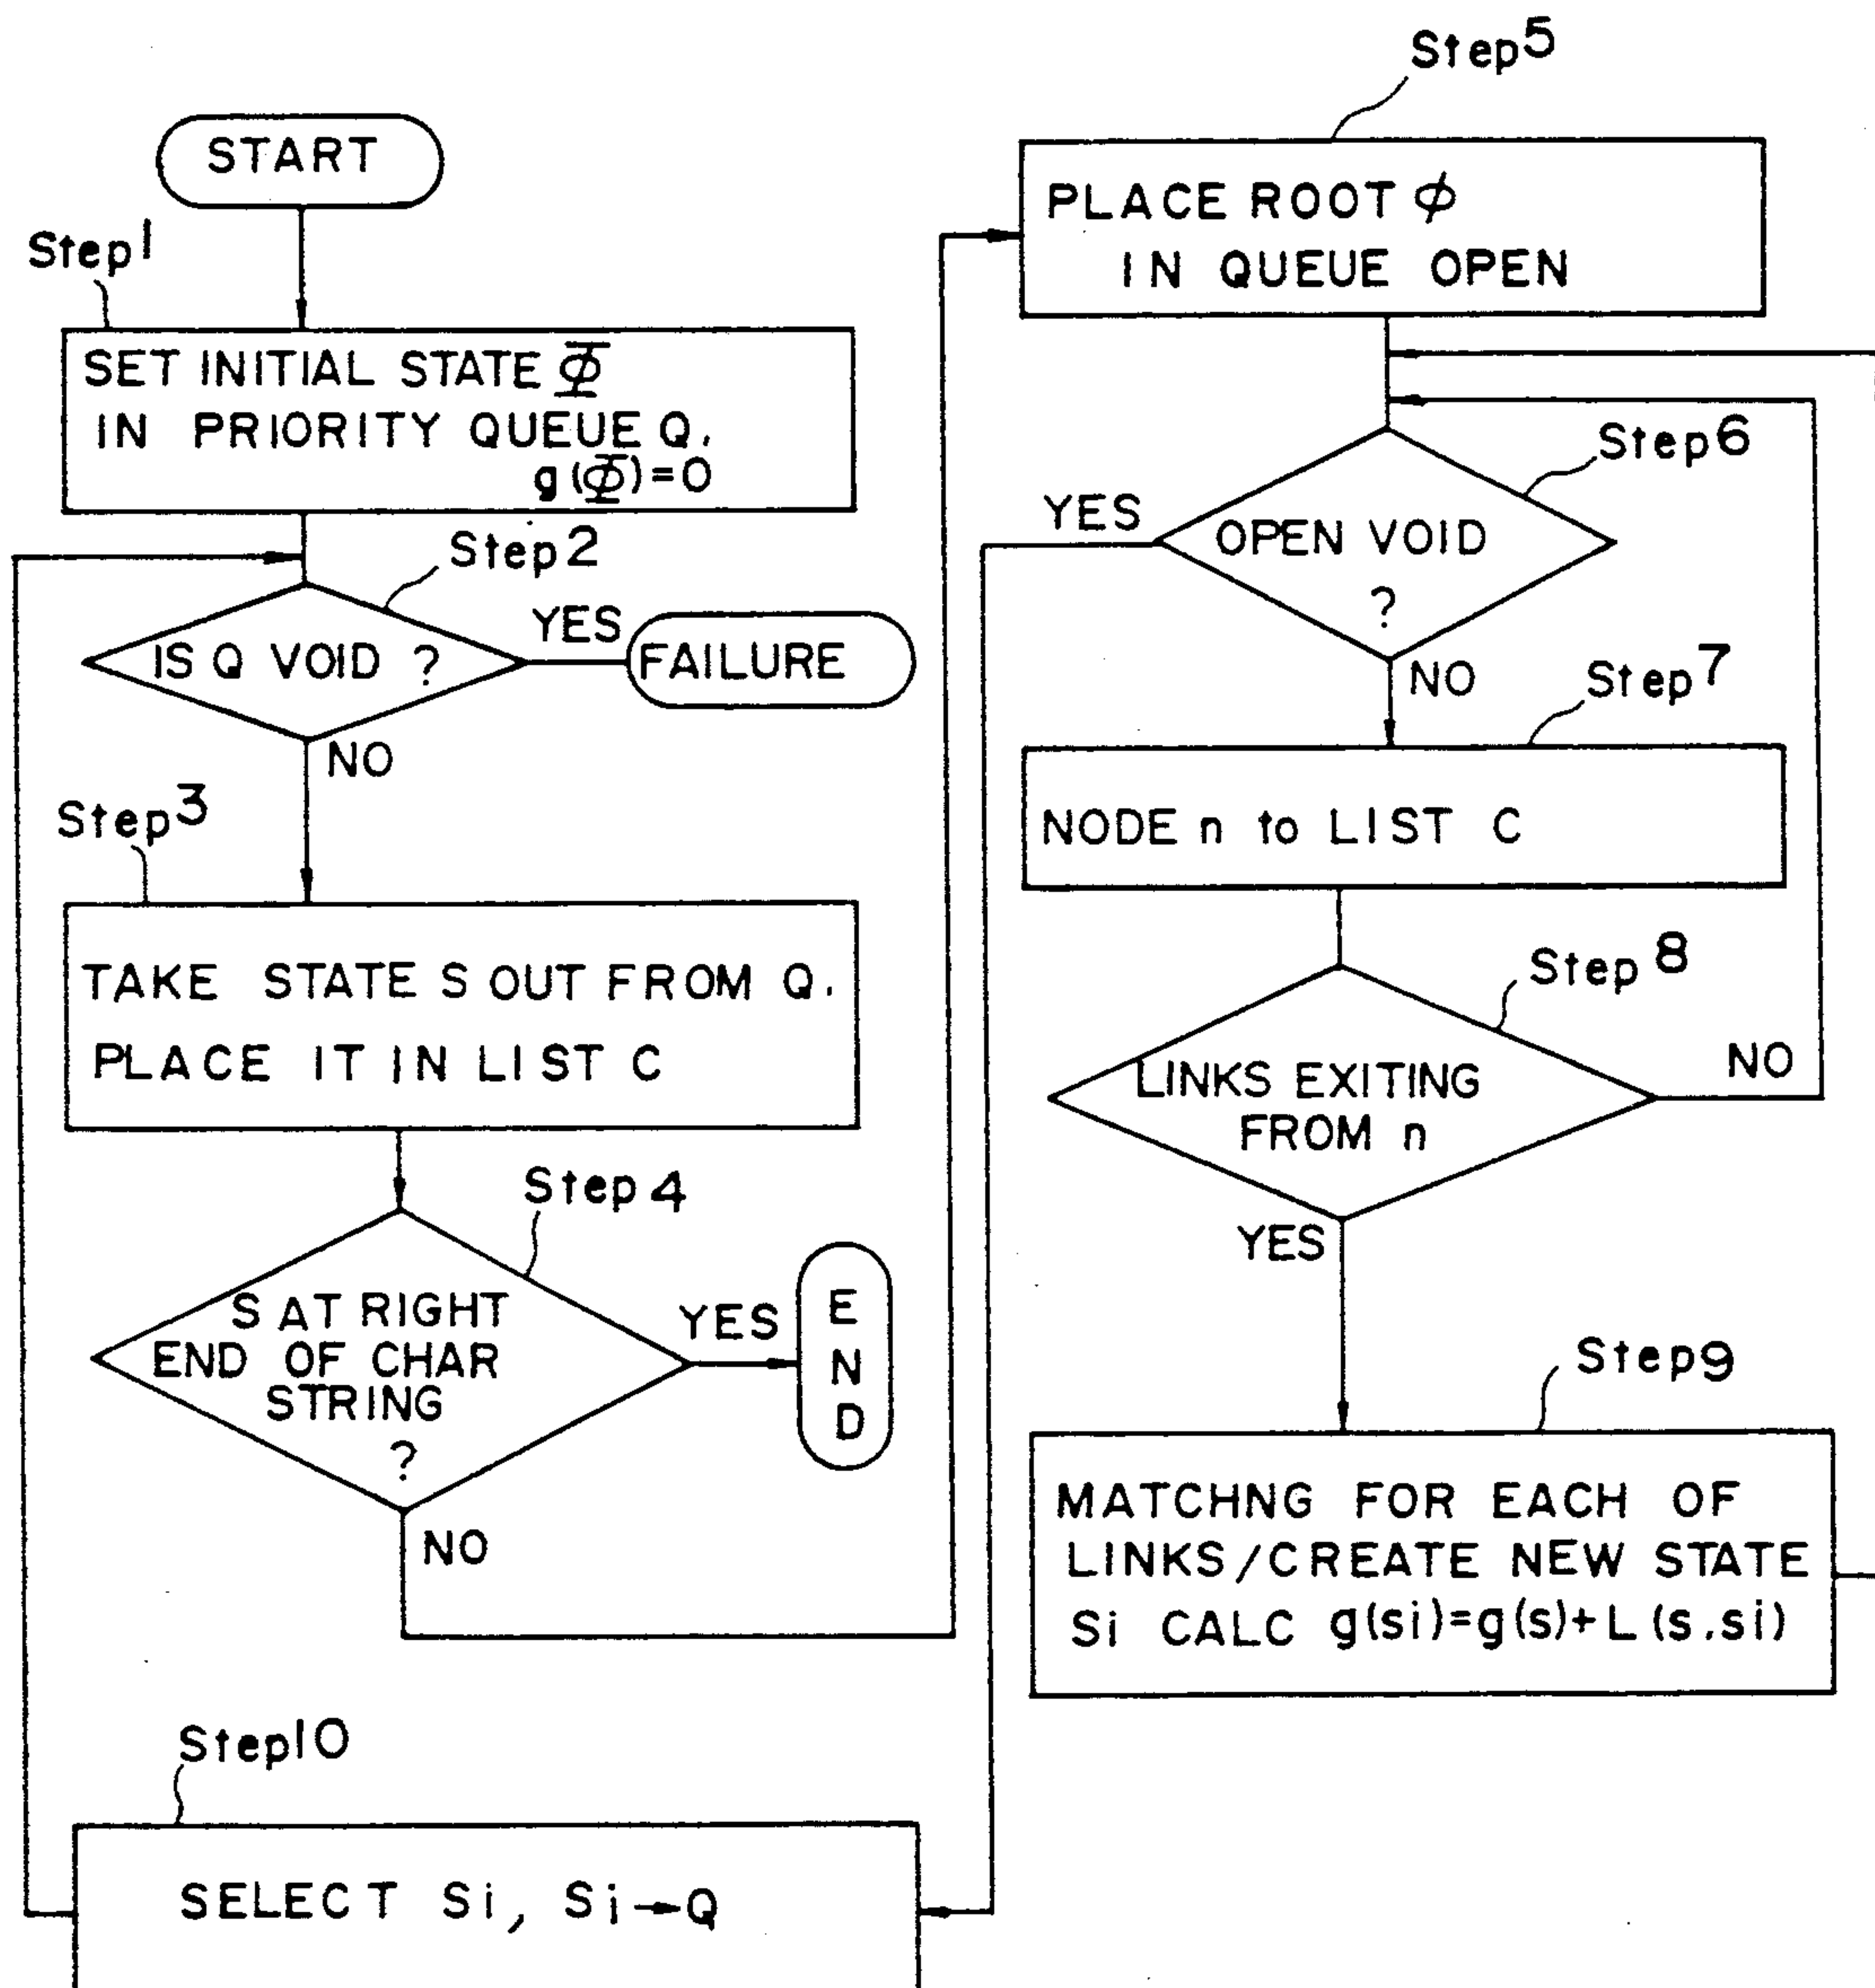 START
Step1
SET INITIAL STATE Φ
IN PRIORITY QUEUE Q.
g(Φ)=0
Step2
IS Q VOID ?
YES
FAILURE
NO
Step3
TAKE STATE S OUT FROM Q.
PLACE IT IN LIST C
Step4
S AT RIGHT
END OF CHAR
STRING
?
YES
E
N
D
NO
Step5
PLACE ROOT ϕ
IN QUEUE OPEN
Step6
YES
OPEN VOID
?
NO
Step7
NODE n to LIST C
Step8
LINKS EXITING
FROM n
NO
YES
Step9
MATCHNG FOR EACH OF
LINKS/CREATE NEW STATE
Si CALC g(si)=g(s)+L(s,si)
Step10
SELECT Si, Si→Q